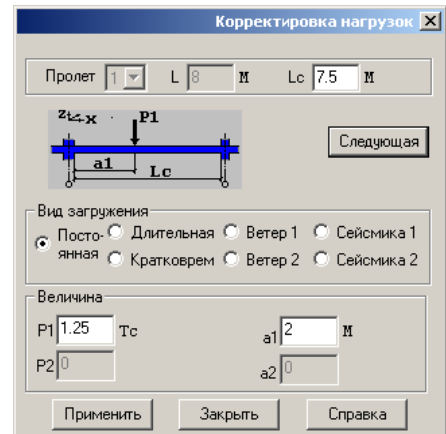 Корректировка нагрузок
Пролет 1 L 8 м Lc 7.5 м
Z X P1
a1 Lc
Следующая
Вид загружения
Посто-янная Длительная Ветер 1 Сейсмика 1
Кратковрем Ветер 2 Сейсмика 2
Величина
P1 1.25 Тс a1 2 м
P2 0 a2 0
Применить Закрыть Справка